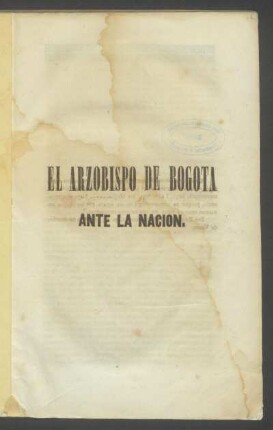 EL ARZOBISPO DE BOGOTA
ANTE LA NACION.